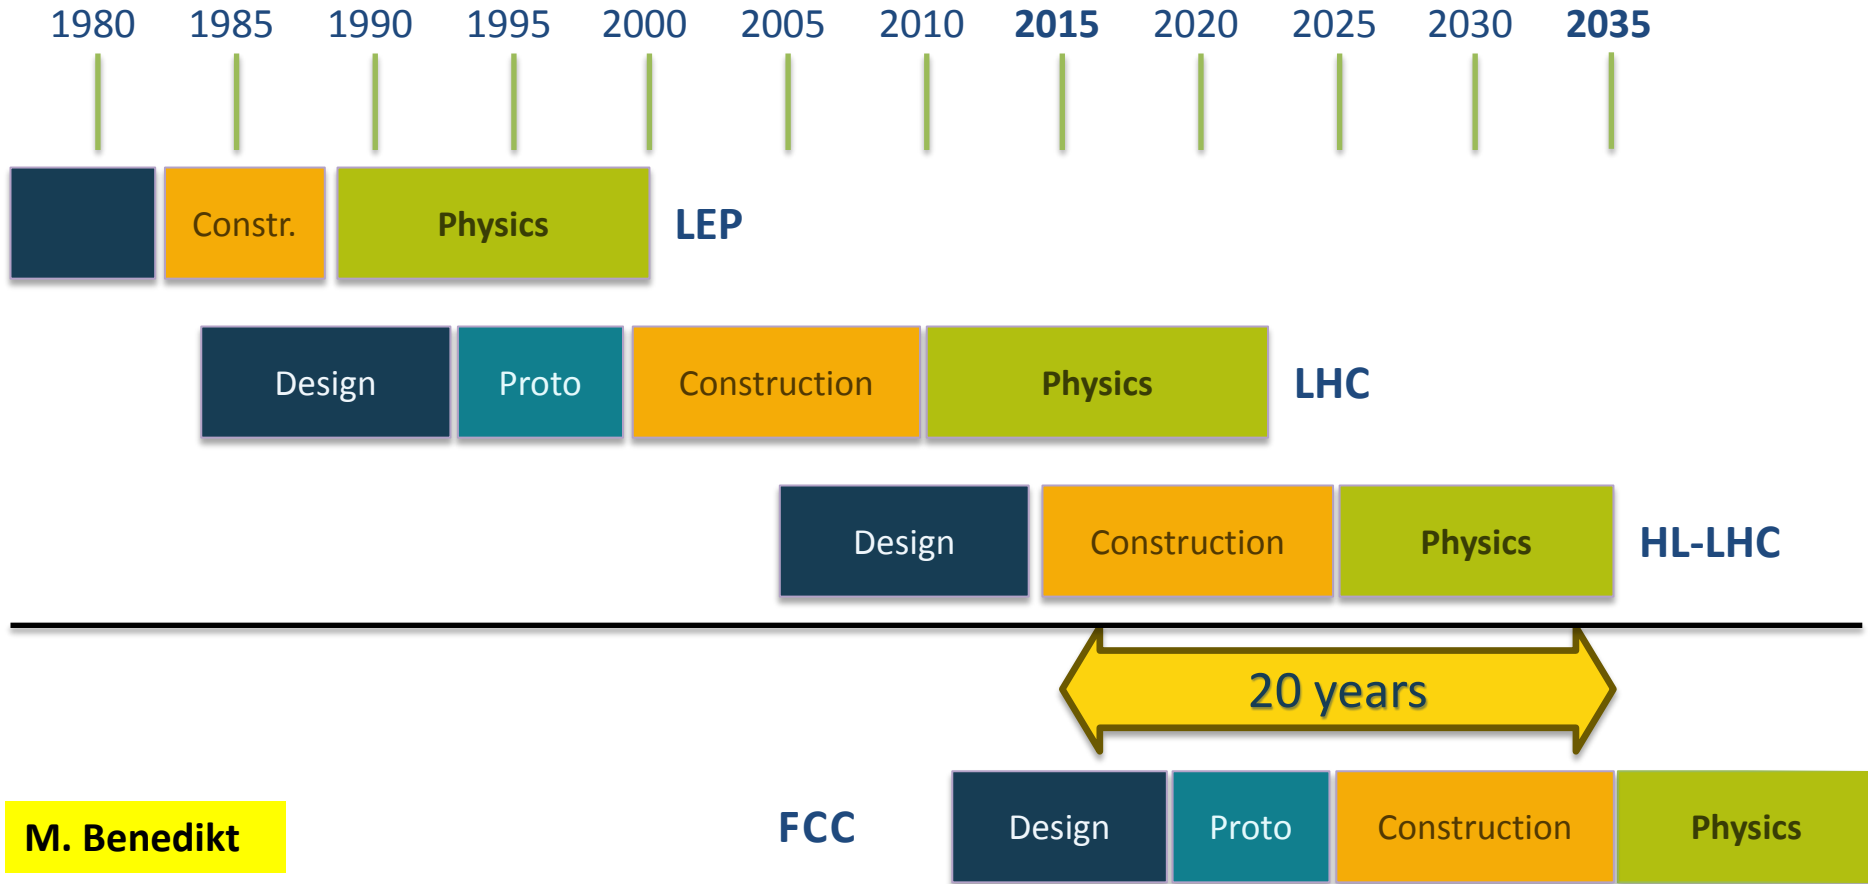 1980 1985 1990 1995 2000 2005 2010 2015 2020 2025 2030 2035
Constr. Physics LEP
Design Proto Construction Physics LHC
Design Construction Physics HL-LHC
20 years
FCC Design Proto Construction Physics
M. Benedikt